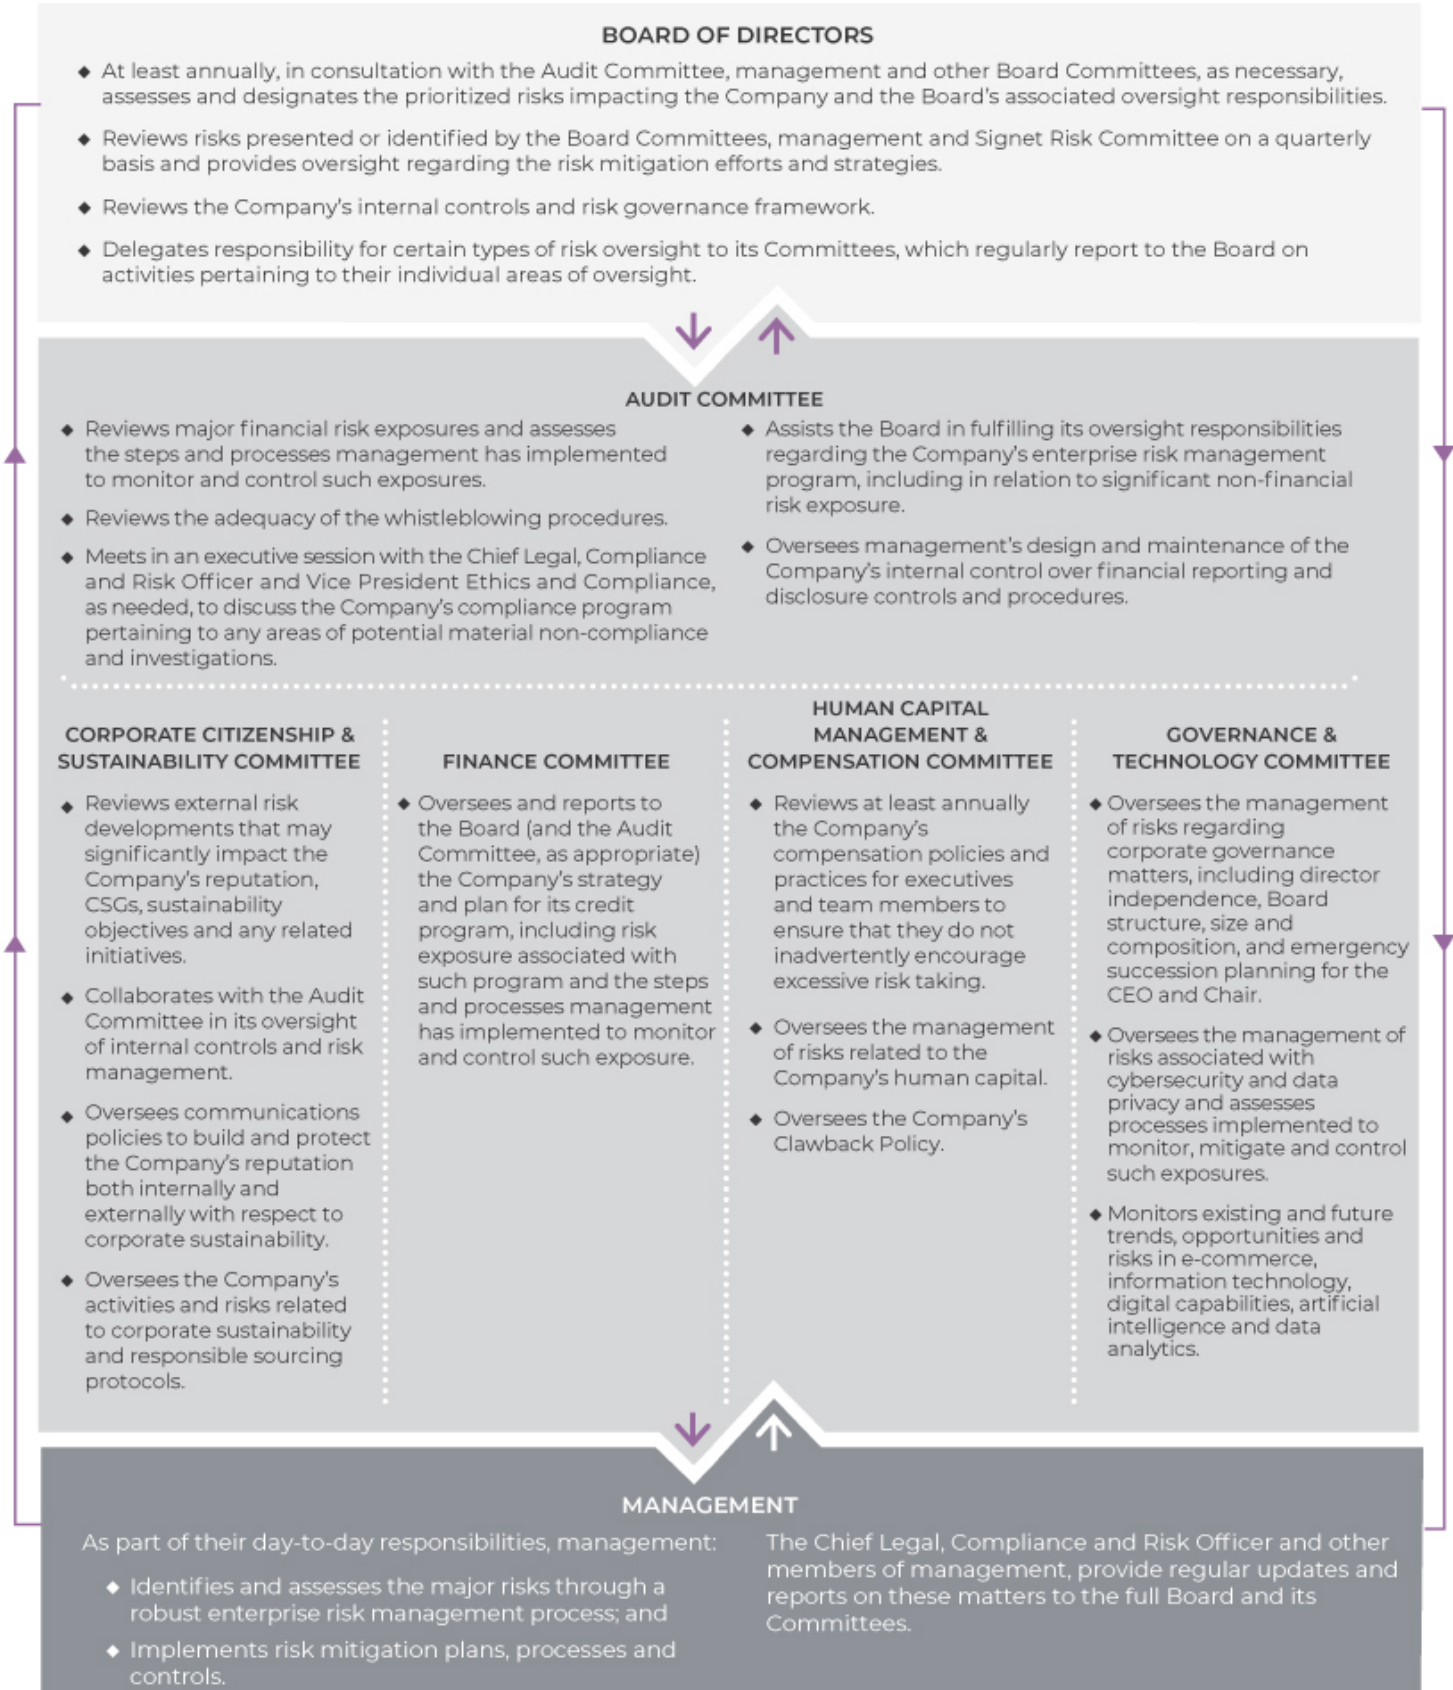 BOARD OF DIRECTORS
◆ At least annually, in consultation with the Audit Committee, management and other Board Committees, as necessary,
assesses and designates the prioritized risks impacting the Company and the Board's associated oversight responsibilities.
◆ Reviews risks presented or identified by the Board Committees, management and Signet Risk Committee on a quarterly
basis and provides oversight regarding the risk mitigation efforts and strategies.
◆ Reviews the Company's internal controls and risk governance framework.
◆ Delegates responsibility for certain types of risk oversight to its Committees, which regularly report to the Board on
activities pertaining to their individual areas of oversight.
AUDIT COMMITTEE
◆ Reviews major financial risk exposures and assesses
the steps and processes management has implemented
to monitor and control such exposures.
◆ Reviews the adequacy of the whistleblowing procedures.
◆ Meets in an executive session with the Chief Legal, Compliance
and Risk Officer and Vice President Ethics and Compliance,
as needed, to discuss the Company's compliance program
pertaining to any areas of potential material non-compliance
and investigations.
◆ Assists the Board in fulfilling its oversight responsibilities
regarding the Company's enterprise risk management
program, including in relation to significant non-financial
risk exposure.
◆ Oversees management's design and maintenance of the
Company's internal control over financial reporting and
disclosure controls and procedures.
CORPORATE CITIZENSHIP &
SUSTAINABILITY COMMITTEE
◆ Reviews external risk
developments that may
significantly impact the
Company's reputation,
CSGs, sustainability
objectives and any related
initiatives.
◆ Collaborates with the Audit
Committee in its oversight
of internal controls and risk
management.
◆ Oversees communications
policies to build and protect
the Company's reputation
both internally and
externally with respect to
corporate sustainability.
◆ Oversees the Company's
activities and risks related
to corporate sustainability
and responsible sourcing
protocols.
FINANCE COMMITTEE
◆ Oversees and reports to
the Board (and the Audit
Committee, as appropriate)
the Company's strategy
and plan for its credit
program, including risk
exposure associated with
such program and the steps
and processes management
has implemented to monitor
and control such exposure.
HUMAN CAPITAL
MANAGEMENT &
COMPENSATION COMMITTEE
◆ Reviews at least annually
the Company's
compensation policies and
practices for executives
and team members to
ensure that they do not
inadvertently encourage
excessive risk taking.
◆ Oversees the management
of risks related to the
Company's human capital.
◆ Oversees the Company's
Clawback Policy.
GOVERNANCE &
TECHNOLOGY COMMITTEE
◆ Oversees the management
of risks regarding
corporate governance
matters, including director
independence, Board
structure, size and
composition, and emergency
succession planning for the
CEO and Chair.
◆ Oversees the management of
risks associated with
cybersecurity and data
privacy and assesses
processes implemented to
monitor, mitigate and control
such exposures.
◆ Monitors existing and future
trends, opportunities and
risks in e-commerce,
information technology,
digital capabilities, artificial
intelligence and data
analytics.
MANAGEMENT
As part of their day-to-day responsibilities, management:
◆ Identifies and assesses the major risks through a
robust enterprise risk management process; and
◆ Implements risk mitigation plans, processes and
controls.
The Chief Legal, Compliance and Risk Officer and other
members of management, provide regular updates and
reports on these matters to the full Board and its
Committees.